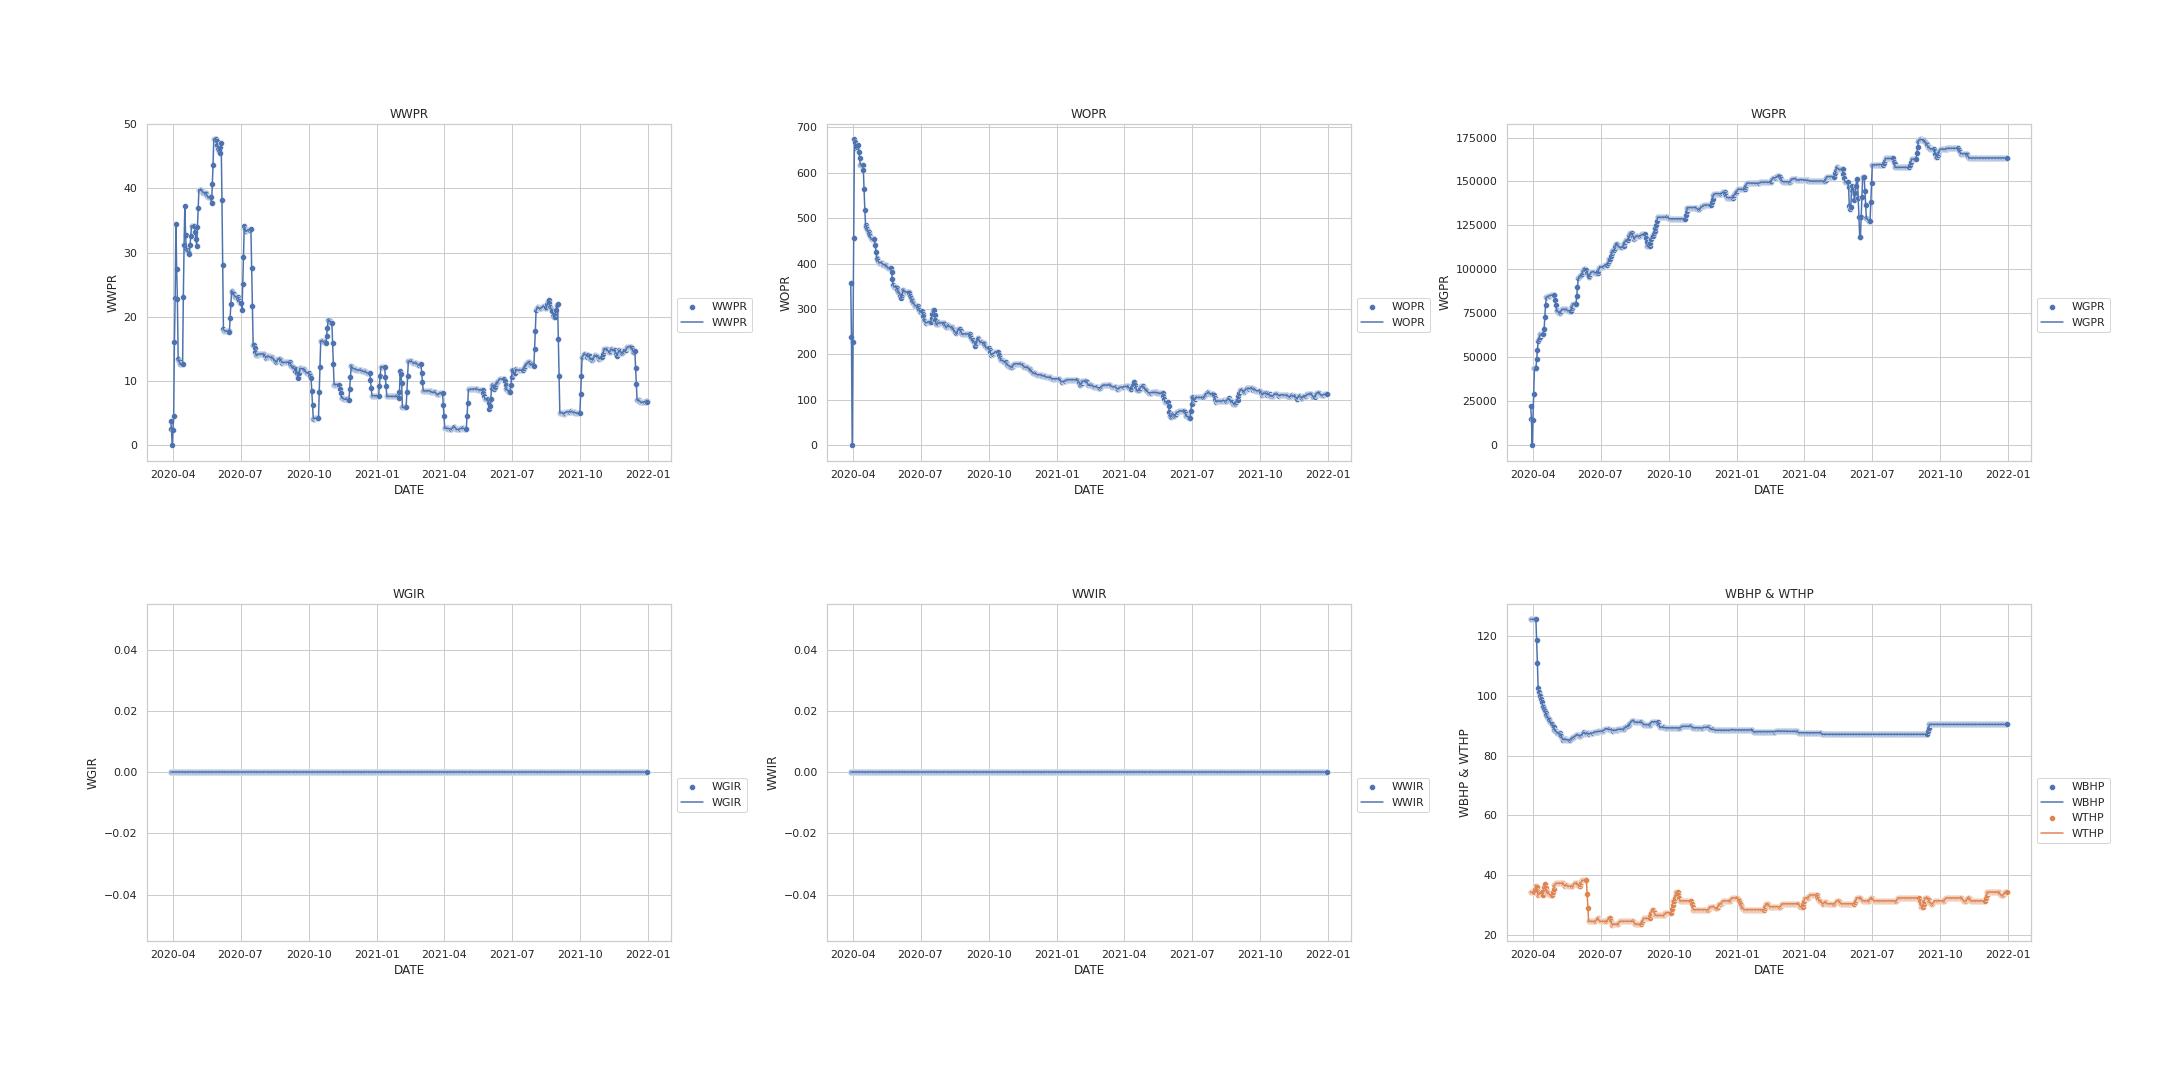 WWPR
50
40
30
20
10
0
WWPR
2020-04 2020-07 2020-10 2021-01 2021-04 2021-07 2021-10 2022-01
DATE
WWPR
WWPR
WOPR
700
600
500
400
300
200
100
0
WOPR
2020-04 2020-07 2020-10 2021-01 2021-04 2021-07 2021-10 2022-01
DATE
WOPR
WOPR
WGPR
175000
150000
125000
100000
75000
50000
25000
0
WGPR
2020-04 2020-07 2020-10 2021-01 2021-04 2021-07 2021-10 2022-01
DATE
WGPR
WGPR
WGIR
0.04
0.02
0.00
−0.02
−0.04
WGIR
2020-04 2020-07 2020-10 2021-01 2021-04 2021-07 2021-10 2022-01
DATE
WGIR
WGIR
WWIR
0.04
0.02
0.00
−0.02
−0.04
WWIR
2020-04 2020-07 2020-10 2021-01 2021-04 2021-07 2021-10 2022-01
DATE
WWIR
WWIR
WBHP & WTHP
120
100
80
60
40
20
WBHP & WTHP
2020-04 2020-07 2020-10 2021-01 2021-04 2021-07 2021-10 2022-01
DATE
WBHP
WBHP
WTHP
WTHP